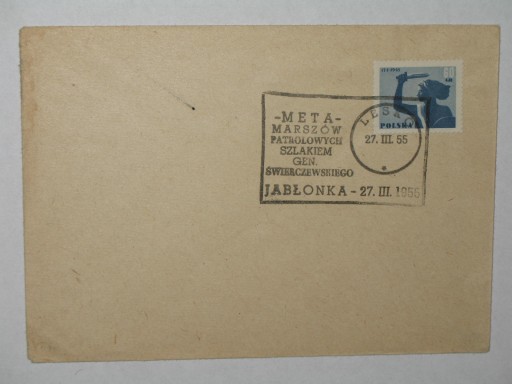 -META-
MARSZÓW
PATROLOWYCH
SZLAKIEM
GEN.
ŚWIERCZEWSKIEGO
JABŁONKA - 27. III. 1955
LESKO
27. III. 55
POLSKA